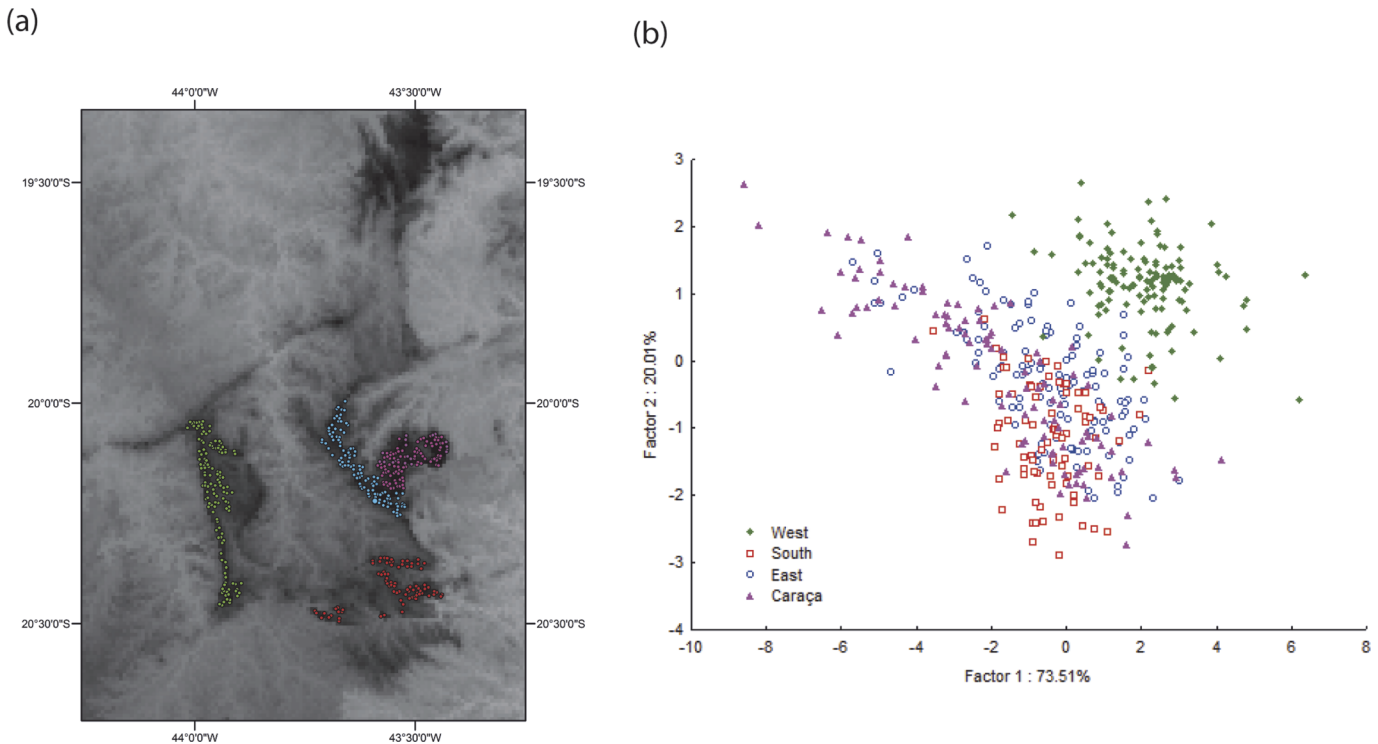 (a)
44°0'0"W 43°30'0"W
19°30'0"S 19°30'0"S
20°0'0"S 20°0'0"S
20°30'0"S 20°30'0"S
44°0'0"W 43°30'0"W
(b)
3
2
1
0
-1
-2
-3
-4
Factor 2 : 20.01%
West
South
East
Caraça
-10 -8 -6 -4 -2 0 2 4 6 8
Factor 1 : 73.51%